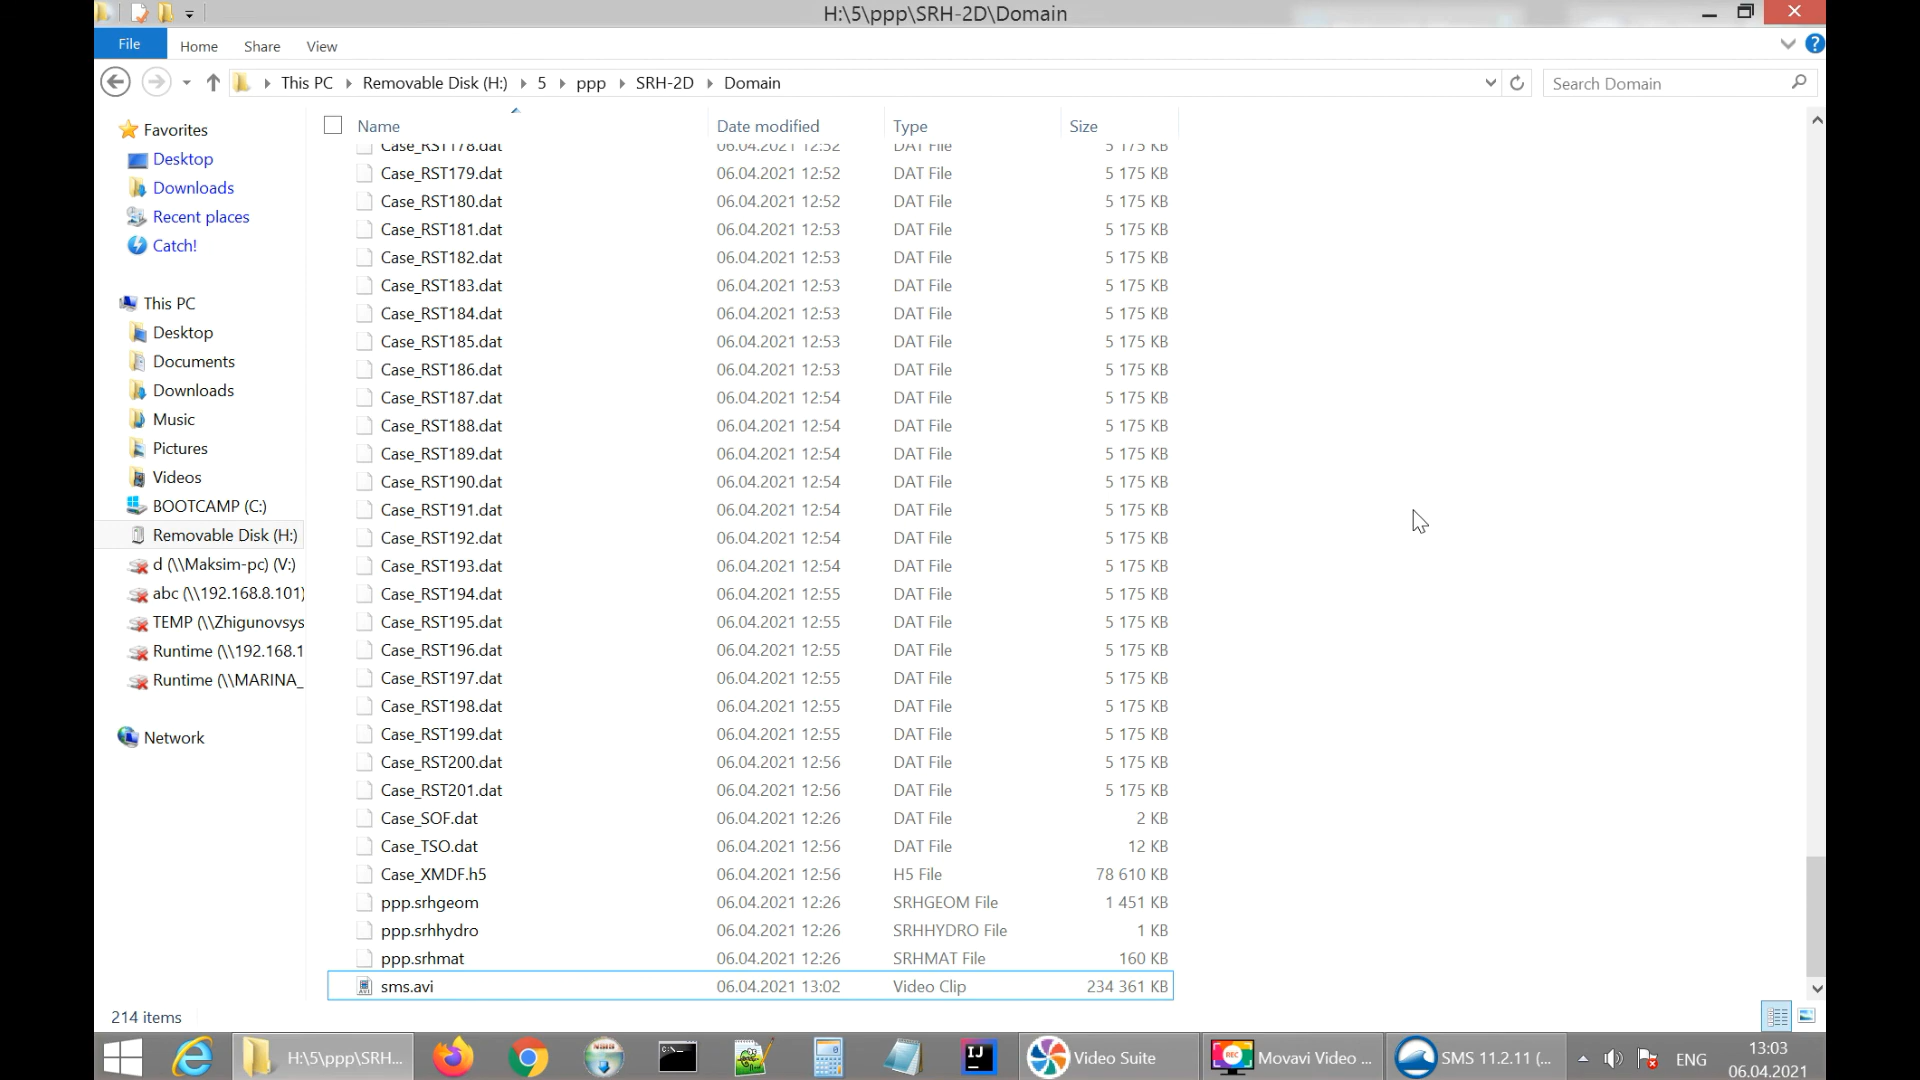 H:\5\ppp\SRH-2D\Domain
File Home Share View
This PC Removable Disk (H:) 5 ppp SRH-2D Domain
Search Domain
Favorites
Desktop
Downloads
Recent places
Catch!
This PC
Desktop
Documents
Downloads
Music
Pictures
Videos
BOOTCAMP (C:)
Removable Disk (H:)
d (\\Maksim-pc) (V:)
abc (\\192.168.8.101)
TEMP (\\Zhigunovsys
Runtime (\\192.168.1
Runtime (\\MARINA_
Network
Name Date modified Type Size
Case_RST178.dat 06.04.2021 12:52 DAT File 5 175 KB
Case_RST179.dat 06.04.2021 12:52 DAT File 5 175 KB
Case_RST180.dat 06.04.2021 12:52 DAT File 5 175 KB
Case_RST181.dat 06.04.2021 12:53 DAT File 5 175 KB
Case_RST182.dat 06.04.2021 12:53 DAT File 5 175 KB
Case_RST183.dat 06.04.2021 12:53 DAT File 5 175 KB
Case_RST184.dat 06.04.2021 12:53 DAT File 5 175 KB
Case_RST185.dat 06.04.2021 12:53 DAT File 5 175 KB
Case_RST186.dat 06.04.2021 12:53 DAT File 5 175 KB
Case_RST187.dat 06.04.2021 12:54 DAT File 5 175 KB
Case_RST188.dat 06.04.2021 12:54 DAT File 5 175 KB
Case_RST189.dat 06.04.2021 12:54 DAT File 5 175 KB
Case_RST190.dat 06.04.2021 12:54 DAT File 5 175 KB
Case_RST191.dat 06.04.2021 12:54 DAT File 5 175 KB
Case_RST192.dat 06.04.2021 12:54 DAT File 5 175 KB
Case_RST193.dat 06.04.2021 12:54 DAT File 5 175 KB
Case_RST194.dat 06.04.2021 12:55 DAT File 5 175 KB
Case_RST195.dat 06.04.2021 12:55 DAT File 5 175 KB
Case_RST196.dat 06.04.2021 12:55 DAT File 5 175 KB
Case_RST197.dat 06.04.2021 12:55 DAT File 5 175 KB
Case_RST198.dat 06.04.2021 12:55 DAT File 5 175 KB
Case_RST199.dat 06.04.2021 12:55 DAT File 5 175 KB
Case_RST200.dat 06.04.2021 12:56 DAT File 5 175 KB
Case_RST201.dat 06.04.2021 12:56 DAT File 5 175 KB
Case_SOF.dat 06.04.2021 12:26 DAT File 2 KB
Case_TSO.dat 06.04.2021 12:56 DAT File 12 KB
Case_XMDF.h5 06.04.2021 12:56 H5 File 78 610 KB
ppp.srhgeom 06.04.2021 12:26 SRHGEOM File 1 451 KB
ppp.srhhydro 06.04.2021 12:26 SRHHYDRO File 1 KB
ppp.srhmat 06.04.2021 12:26 SRHMAT File 160 KB
sms.avi 06.04.2021 13:02 Video Clip 234 361 KB
214 items
H:\5\ppp\SRH... Video Suite REC Movavi Video ... SMS 11.2.11 (... ENG 13:03
06.04.2021